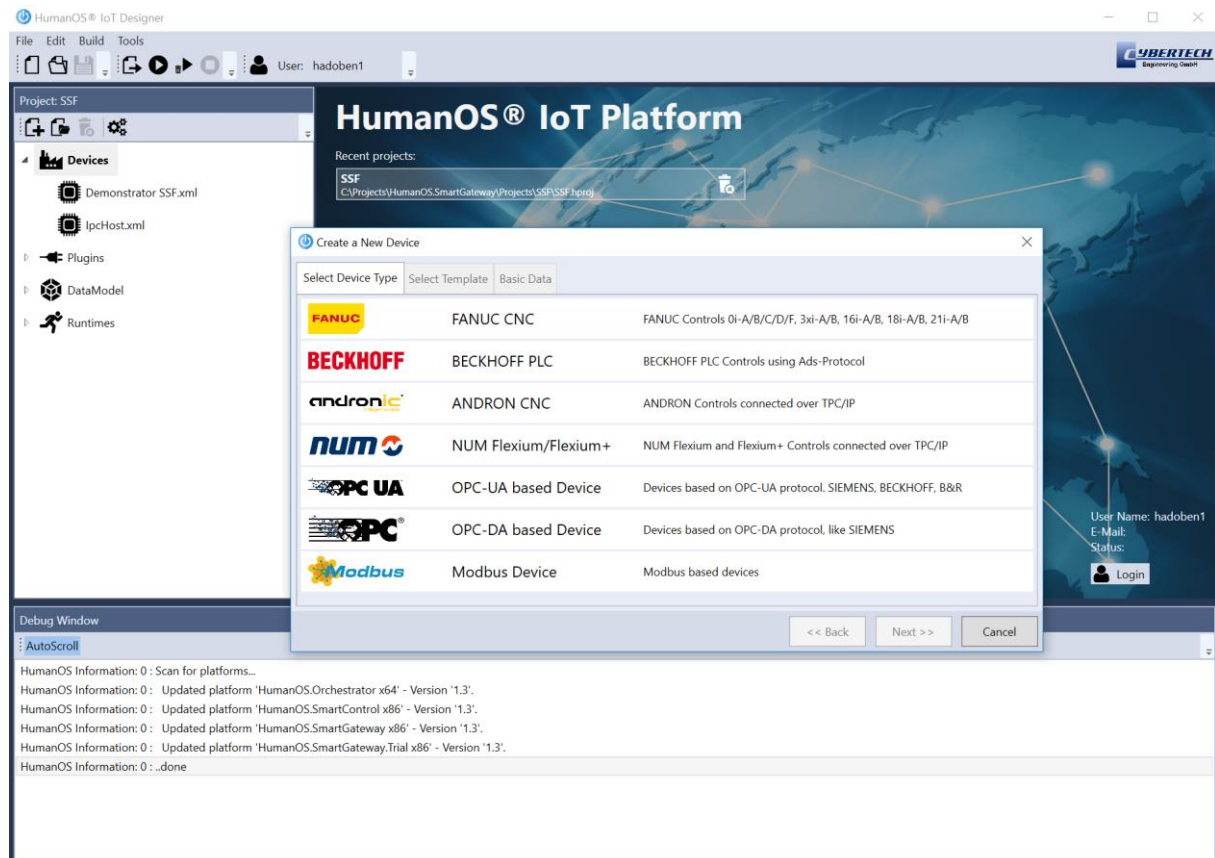 HumanOS® IoT Designer
File Edit Build Tools
User: hadoben1
CYBERTECH
Engineering GmbH
Project: SSF
Devices
Demonstrator SSF.xml
IpcHost.xml
Plugins
DataModel
Runtimes
HumanOS® IoT Platform
Recent projects:
SSF
C:\Projects\HumanOS.SmartGateway\Projects\SSF\SSF.hproj
Create a New Device
Select Device Type Select Template Basic Data
FANUC FANUC CNC FANUC Controls 0i-A/B/C/D/F, 3xi-A/B, 16i-A/B, 18i-A/B, 21i-A/B
BECKHOFF BECKHOFF PLC BECKHOFF PLC Controls using Ads-Protocol
andronic ANDRON CNC ANDRON Controls connected over TPC/IP
num NUM Flexium/Flexium+ NUM Flexium and Flexium+ Controls connected over TPC/IP
OPC UA OPC-UA based Device Devices based on OPC-UA protocol. SIEMENS, BECKHOFF, B&R
OPC® OPC-DA based Device Devices based on OPC-DA protocol, like SIEMENS
Modbus Modbus Device Modbus based devices
<< Back Next >> Cancel
User Name: hadoben1
E-Mail:
Status:
Login
Debug Window
AutoScroll
HumanOS Information: 0 : Scan for platforms...
HumanOS Information: 0 : Updated platform 'HumanOS.Orchestrator x64' - Version '1.3'.
HumanOS Information: 0 : Updated platform 'HumanOS.SmartControl x86' - Version '1.3'.
HumanOS Information: 0 : Updated platform 'HumanOS.SmartGateway x86' - Version '1.3'.
HumanOS Information: 0 : Updated platform 'HumanOS.SmartGateway.Trial x86' - Version '1.3'.
HumanOS Information: 0 : ..done